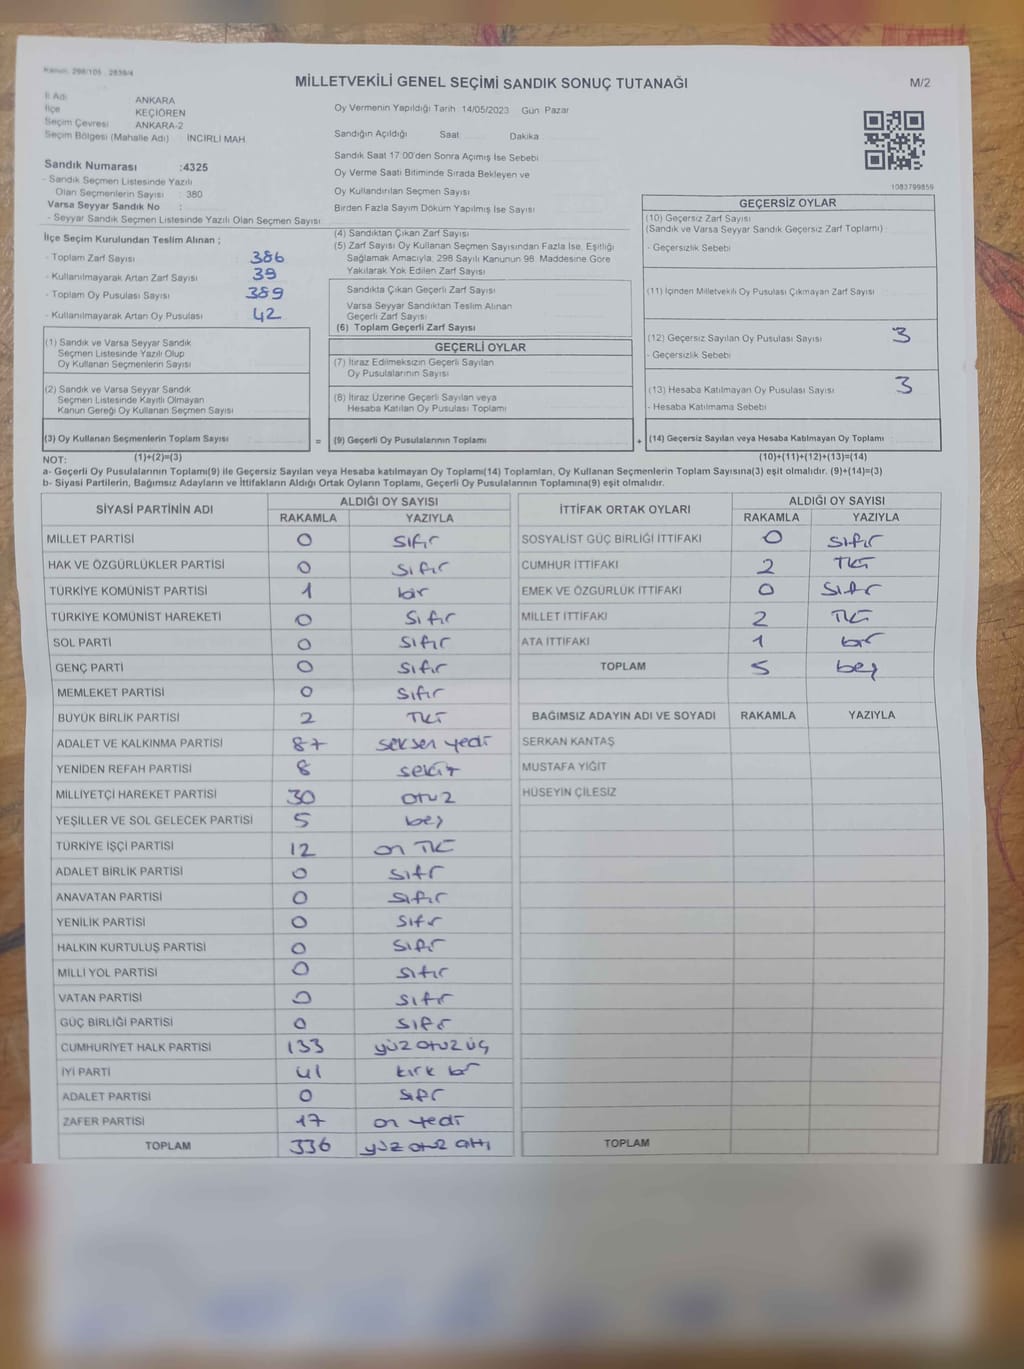 Kanun: 298/105 2839/4
MİLLETVEKİLİ GENEL SEÇİMİ SANDIK SONUÇ TUTANAĞI
M/2
İl Adı ANKARA
İlçe KEÇİÖREN
Seçim Çevresi ANKARA-2
Seçim Bölgesi (Mahalle Adı) İNCİRLİ MAH.
Oy Vermenin Yapıldığı Tarih 14/05/2023 Gün Pazar
Sandığın Açıldığı Saat Dakika
Sandık Saat 17:00'den Sonra Açımış İse Sebebi
Oy Verme Saati Bitiminde Sırada Bekleyen ve
Oy Kullandırılan Seçmen Sayısı
Birden Fazla Sayım Döküm Yapılmış İse Sayısı
1083799859
Sandık Numarası :4325
- Sandık Seçmen Listesinde Yazılı
Olan Seçmenlerin Sayısı : 380
Varsa Seyyar Sandık No :
- Seyyar Sandık Seçmen Listesinde Yazılı Olan Seçmen Sayısı
İlçe Seçim Kurulundan Teslim Alınan ;
- Toplam Zarf Sayısı 386
- Kullanılmayarak Artan Zarf Sayısı 39
- Toplam Oy Pusulası Sayısı 389
- Kullanılmayarak Artan Oy Pusulası 42
(4) Sandıktan Çıkan Zarf Sayısı
(5) Zarf Sayısı Oy Kullanan Seçmen Sayısından Fazla İse, Eşitliği
Sağlamak Amacıyla, 298 Sayılı Kanunun 98. Maddesine Göre
Yakılarak Yok Edilen Zarf Sayısı
Sandıkta Çıkan Geçerli Zarf Sayısı
Varsa Seyyar Sandıktan Teslim Alınan
Geçerli Zarf Sayısı
(6) Toplam Geçerli Zarf Sayısı
GEÇERSİZ OYLAR
(10) Geçersiz Zarf Sayısı
(Sandık ve Varsa Seyyar Sandık Geçersiz Zarf Toplamı)
- Geçersizlik Sebebi
(11) İçinden Milletvekili Oy Pusulası Çıkmayan Zarf Sayısı
(12) Geçersiz Sayılan Oy Pusulası Sayısı 3
- Geçersizlik Sebebi
(13) Hesaba Katılmayan Oy Pusulası Sayısı 3
- Hesaba Katılmama Sebebi
(1) Sandık ve Varsa Seyyar Sandık
Seçmen Listesinde Yazılı Olup
Oy Kullanan Seçmenlerin Sayısı
(2) Sandık ve Varsa Seyyar Sandık
Seçmen Listesinde Kayıtlı Olmayan
Kanun Gereği Oy Kullanan Seçmen Sayısı
GEÇERLİ OYLAR
(7) İtiraz Edilmeksizin Geçerli Sayılan
Oy Pusulalarının Sayısı
(8) İtiraz Üzerine Geçerli Sayılan veya
Hesaba Katılan Oy Pusulası Toplamı
(3) Oy Kullanan Seçmenlerin Toplam Sayısı = (9) Geçerli Oy Pusulalarının Toplamı + (14) Geçersiz Sayılan veya Hesaba Katılmayan Oy Toplamı
NOT: (1)+(2)=(3) (10)+(11)+(12)+(13)=(14)
a- Geçerli Oy Pusulalarının Toplamı(9) ile Geçersiz Sayılan veya Hesaba katılmayan Oy Toplamı(14) Toplamları, Oy Kullanan Seçmenlerin Toplam Sayısına(3) eşit olmalıdır. (9)+(14)=(3)
b- Siyasi Partilerin, Bağımsız Adayların ve İttifakların Aldığı Ortak Oyların Toplamı, Geçerli Oy Pusulalarının Toplamına(9) eşit olmalıdır.
SİYASİ PARTİNİN ADI ALDIĞI OY SAYISI
RAKAMLA YAZIYLA
MİLLET PARTİSİ 0 sıfır
HAK VE ÖZGÜRLÜKLER PARTİSİ 0 sıfır
TÜRKİYE KOMÜNİST PARTİSİ 1 bir
TÜRKİYE KOMÜNİST HAREKETİ 0 sıfır
SOL PARTİ 0 sıfır
GENÇ PARTİ 0 sıfır
MEMLEKET PARTİSİ 0 sıfır
BÜYÜK BİRLİK PARTİSİ 2 iki
ADALET VE KALKINMA PARTİSİ 87 seksen yedi
YENİDEN REFAH PARTİSİ 8 sekiz
MİLLİYETÇİ HAREKET PARTİSİ 30 otuz
YEŞİLLER VE SOL GELECEK PARTİSİ 5 beş
TÜRKİYE İŞÇİ PARTİSİ 12 on iki
ADALET BİRLİK PARTİSİ 0 sıfır
ANAVATAN PARTİSİ 0 sıfır
YENİLİK PARTİSİ 0 sıfır
HALKIN KURTULUŞ PARTİSİ 0 sıfır
MİLLİ YOL PARTİSİ 0 sıfır
VATAN PARTİSİ 0 sıfır
GÜÇ BİRLİĞİ PARTİSİ 0 sıfır
CUMHURİYET HALK PARTİSİ 133 yüz otuz üç
İYİ PARTİ 41 kırk bir
ADALET PARTİSİ 0 sıfır
ZAFER PARTİSİ 17 on yedi
TOPLAM 336 yüz otuz altı
İTTİFAK ORTAK OYLARI ALDIĞI OY SAYISI
RAKAMLA YAZIYLA
SOSYALİST GÜÇ BİRLİĞİ İTTİFAKI 0 sıfır
CUMHUR İTTİFAKI 2 iki
EMEK VE ÖZGÜRLÜK İTTİFAKI 0 sıfır
MİLLET İTTİFAKI 2 iki
ATA İTTİFAKI 1 bir
TOPLAM 5 beş
BAĞIMSIZ ADAYIN ADI VE SOYADI RAKAMLA YAZIYLA
SERKAN KANTAŞ
MUSTAFA YİĞİT
HÜSEYİN ÇİLESİZ
TOPLAM